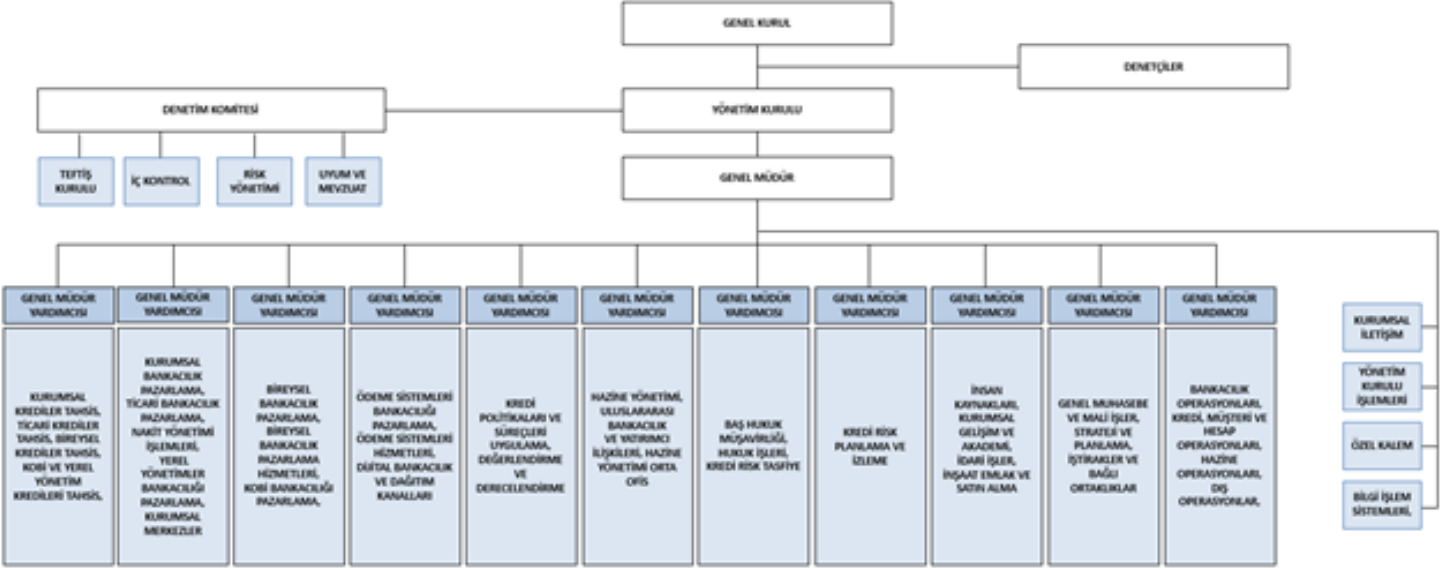 GENEL KURUL
DENETÇİLER
DENETİM KOMİTESİ
YÖNETİM KURULU
TEFTİŞ
KURULU
İÇ KONTROL
RİSK
YÖNETİMİ
UYUM VE
MEVZUAT
GENEL MÜDÜR
GENEL MÜDÜR
YARDIMCISI
KURUMSAL
KREDİLER TAHSİS,
TİCARİ KREDİLER
TAHSİS, BİREYSEL
KREDİLER TAHSİS,
KOBİ VE YEREL
YÖNETİM
KREDİLERİ TAHSİS,
GENEL MÜDÜR
YARDIMCISI
KURUMSAL
BANKACILIK
PAZARLAMA,
TİCARİ BANKACILIK
PAZARLAMA,
NAKİT YÖNETİMİ
İŞLEMLERİ,
YEREL
YÖNETİMLER
BANKACILIĞI
PAZARLAMA,
KURUMSAL
MERKEZLER
GENEL MÜDÜR
YARDIMCISI
BİREYSEL
BANKACILIK
PAZARLAMA,
BİREYSEL
BANKACILIK
PAZARLAMA
HİZMETLERİ,
KOBİ BANKACILIĞI
PAZARLAMA,
GENEL MÜDÜR
YARDIMCISI
ÖDEME SİSTEMLERİ
BANKACILIĞI
PAZARLAMA,
ÖDEME SİSTEMLERİ
HİZMETLERİ,
DİJİTAL BANKACILIK
VE DAĞITIM
KANALLARI
GENEL MÜDÜR
YARDIMCISI
KREDİ
POLİTİKALARI VE
SÜREÇLERİ
UYGULAMA,
DEĞERLENDİRME
VE
DERECELENDİRME
GENEL MÜDÜR
YARDIMCISI
HAZİNE YÖNETİMİ,
ULUSLARARASI
BANKACILIK
VE YATIRIMCI
İLİŞKİLERİ, HAZİNE
YÖNETİMİ ORTA
OFİS
GENEL MÜDÜR
YARDIMCISI
BAŞ HUKUK
MÜŞAVİRLİĞİ,
HUKUK İŞLERİ,
KREDİ RİSK TASFİYE
GENEL MÜDÜR
YARDIMCISI
KREDİ RİSK
PLANLAMA VE
İZLEME
GENEL MÜDÜR
YARDIMCISI
İNSAN
KAYNAKLARI,
KURUMSAL
GELİŞİM VE
AKADEMİ,
İDARİ İŞLER,
İNŞAAT EMLAK VE
SATIN ALMA
GENEL MÜDÜR
YARDIMCISI
GENEL MUHASEBE
VE MALİ İŞLER,
STRATEJİ VE
PLANLAMA,
İŞTİRAKLER VE
BAĞLI
ORTAKLIKLAR
GENEL MÜDÜR
YARDIMCISI
BANKACILIK
OPERASYONLARI,
KREDİ, MÜŞTERİ VE
HESAP
OPERASYONLARI,
HAZİNE
OPERASYONLARI,
DIŞ
OPERASYONLAR,
KURUMSAL
İLETİŞİM
YÖNETİM
KURULU
İŞLEMLERİ
ÖZEL KALEM
BİLGİ İŞLEM
SİSTEMLERİ,